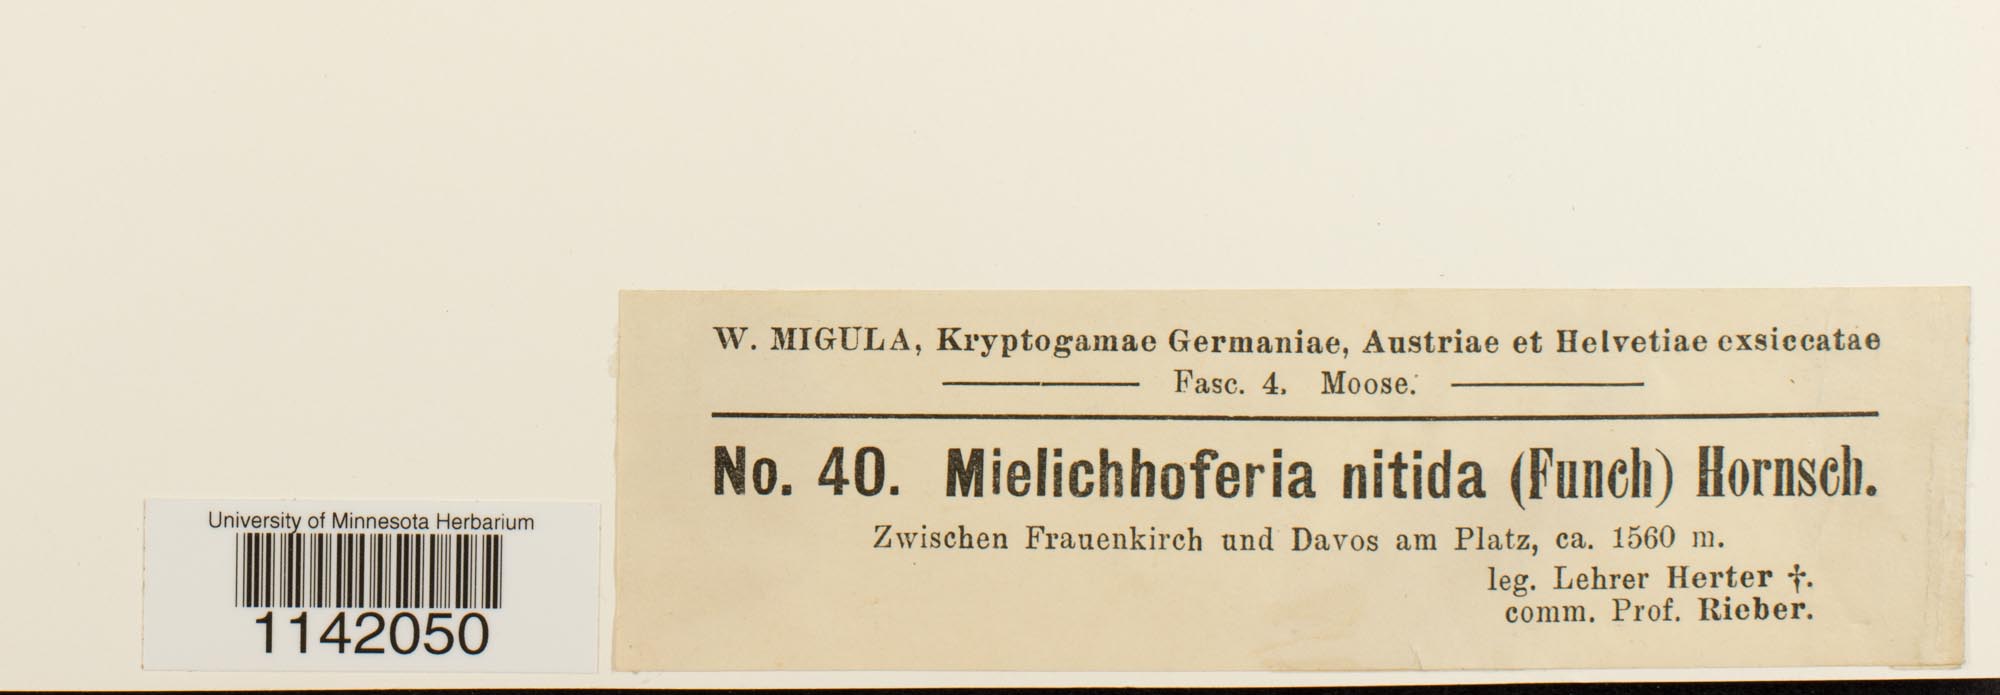 W. MIGULA, Kryptogamae Germaniae, Austriae et Helvetiae exsiccatae
Fasc. 4. Moose.
No. 40. Mielichhoferia nitida (Funch) Hornsch.
Zwischen Frauenkirch und Davos am Platz, ca. 1560 m.
leg. Lehrer Herter †.
comm. Prof. Rieber.
University of Minnesota Herbarium
1142050